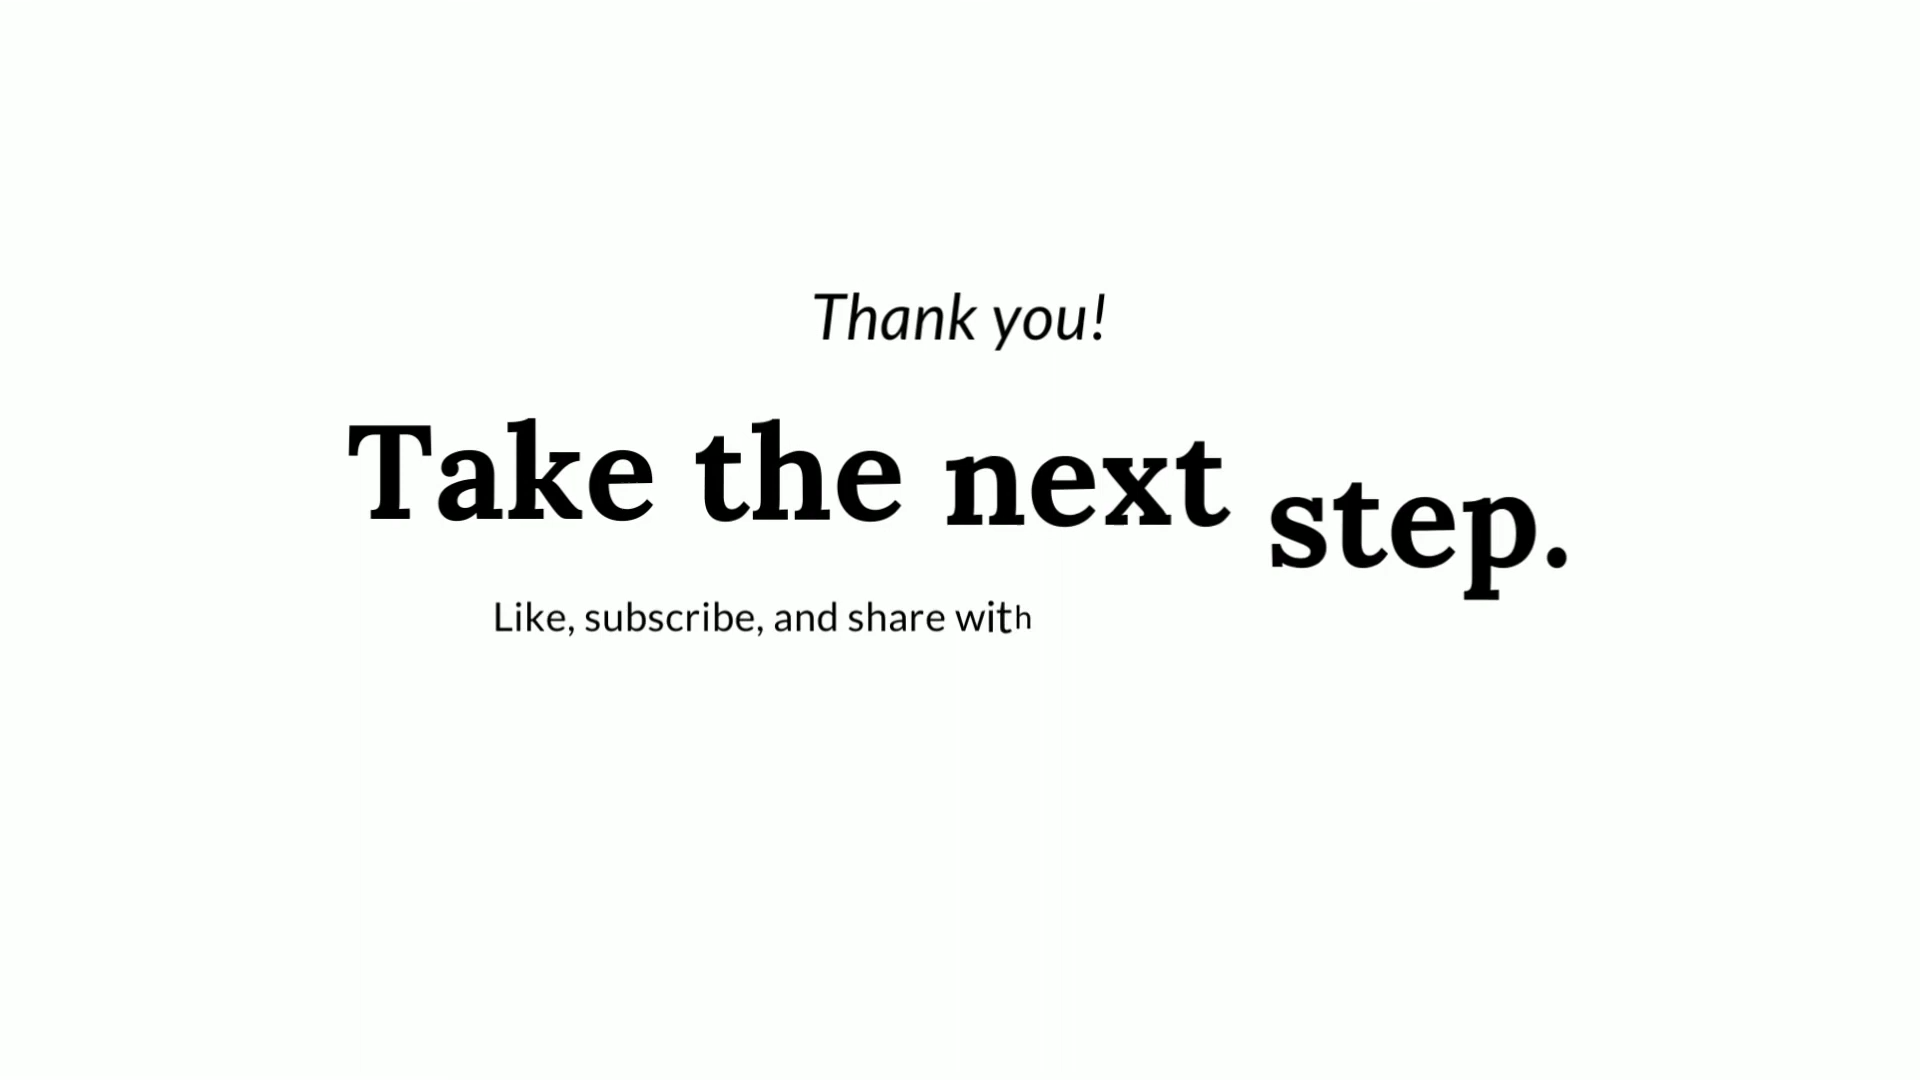 Thank you!
Take the next step.
Like, subscribe, and share with